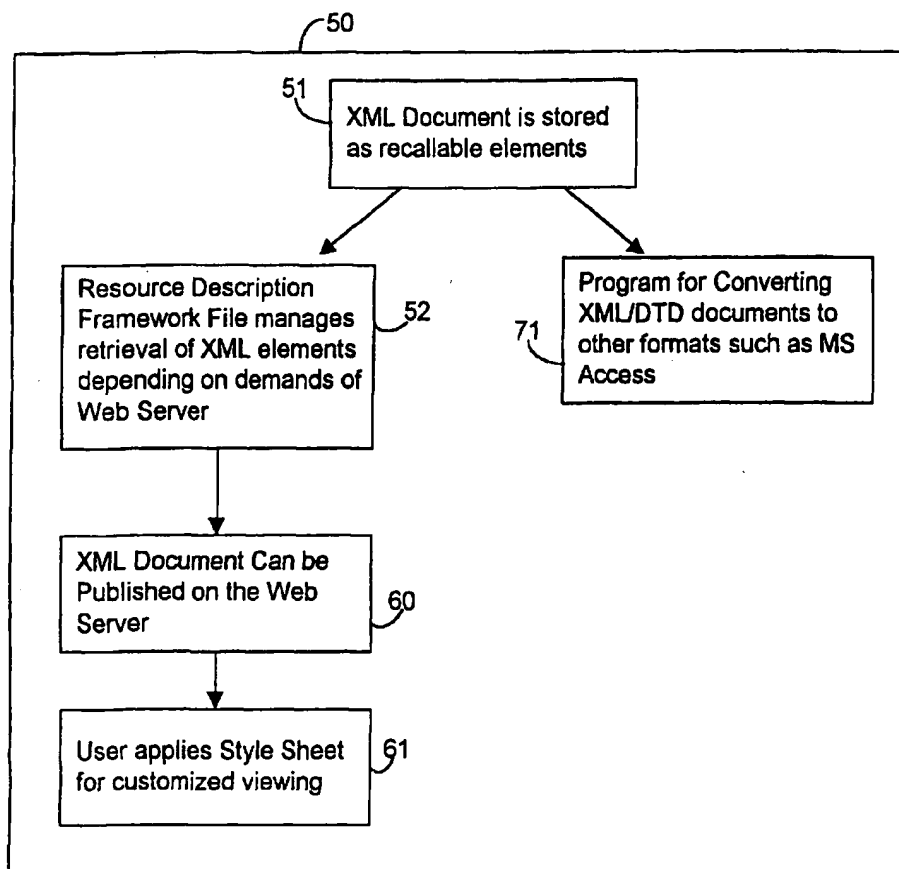 50
51
XML Document is stored
as recallable elements
Resource Description
Framework File manages
retrieval of XML elements
depending on demands of
Web Server
52
Program for Converting
XML/DTD documents to
other formats such as MS
Access
71
XML Document Can be
Published on the Web
Server
60
User applies Style Sheet
for customized viewing
61